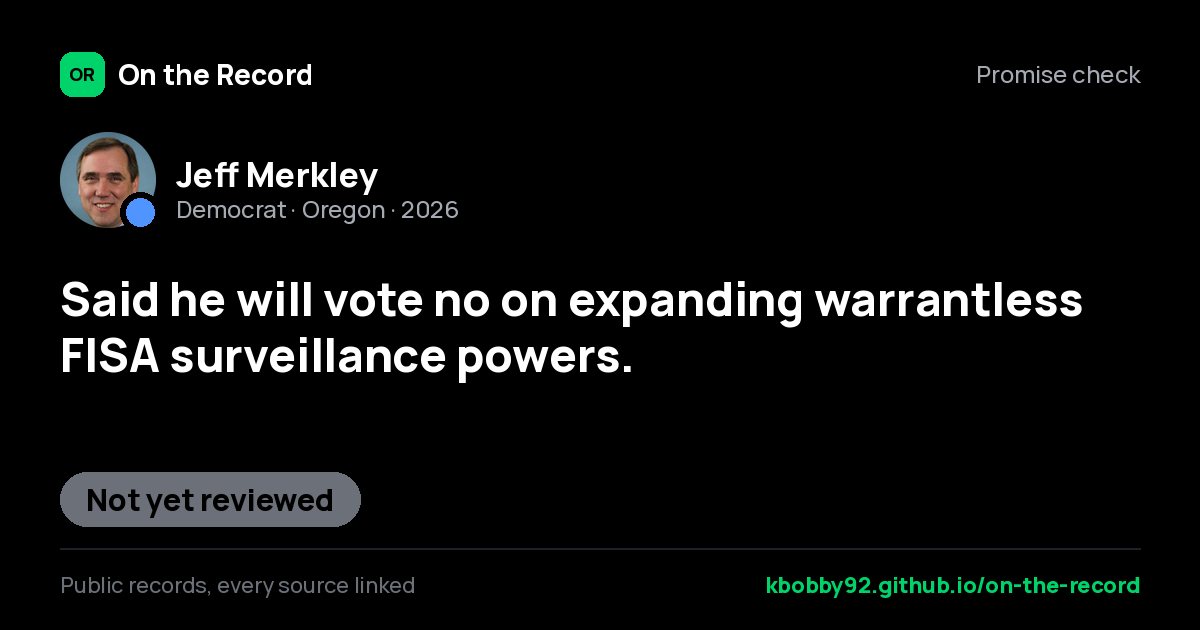 OR On the Record
Promise check
Jeff Merkley
Democrat · Oregon · 2026
Said he will vote no on expanding warrantless
FISA surveillance powers.
Not yet reviewed
Public records, every source linked
kbobby92.github.io/on-the-record